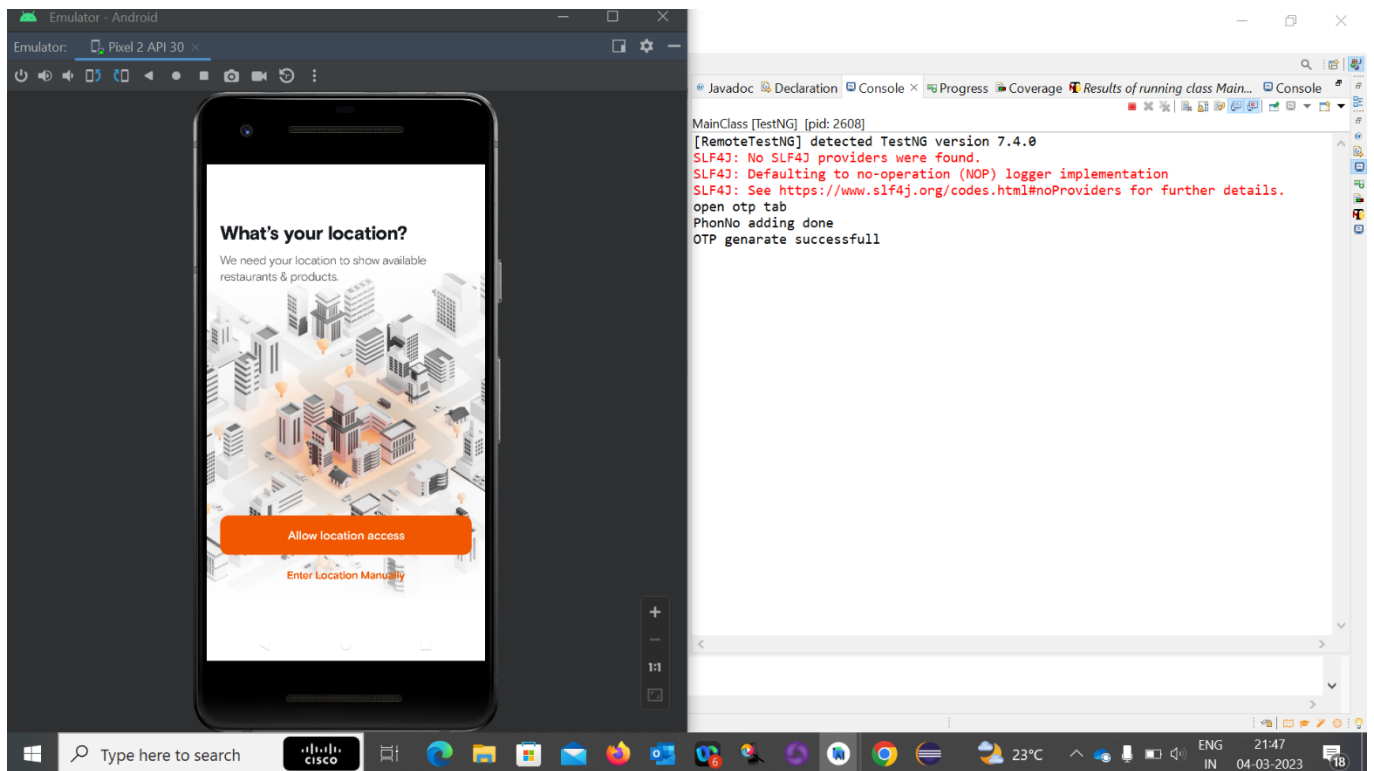 Emulator - Android
Emulator:
Pixel 2 API 30
What's your location?
We need your location to show available
restaurants & products.
Allow location access
Enter Location Manually
1:1
Javadoc
Declaration
Console
Progress
Coverage
Results of running class Main...
Console
MainClass [TestNG] [pid: 2608]
[RemoteTestNG] detected TestNG version 7.4.0
SLF4J: No SLF4J providers were found.
SLF4J: Defaulting to no-operation (NOP) logger implementation
SLF4J: See https://www.slf4j.org/codes.html#noProviders for further details.
open otp tab
PhonNo adding done
OTP genarate successfull
Type here to search
CISCO
6
23°C
ENG
IN
21:47
04-03-2023
18